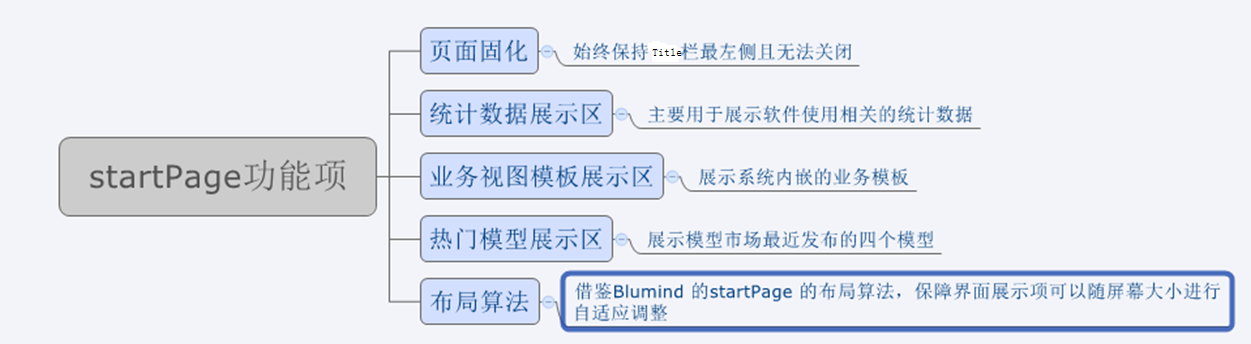 页面固化
始终保持Title栏最左侧且无法关闭
统计数据展示区
主要用于展示软件使用相关的统计数据
startPage功能项
业务视图模板展示区
展示系统内嵌的业务模板
热门模型展示区
展示模型市场最近发布的四个模型
布局算法
借鉴Blumind 的startPage 的布局算法，保障界面展示项可以随屏幕大小进行
自适应调整